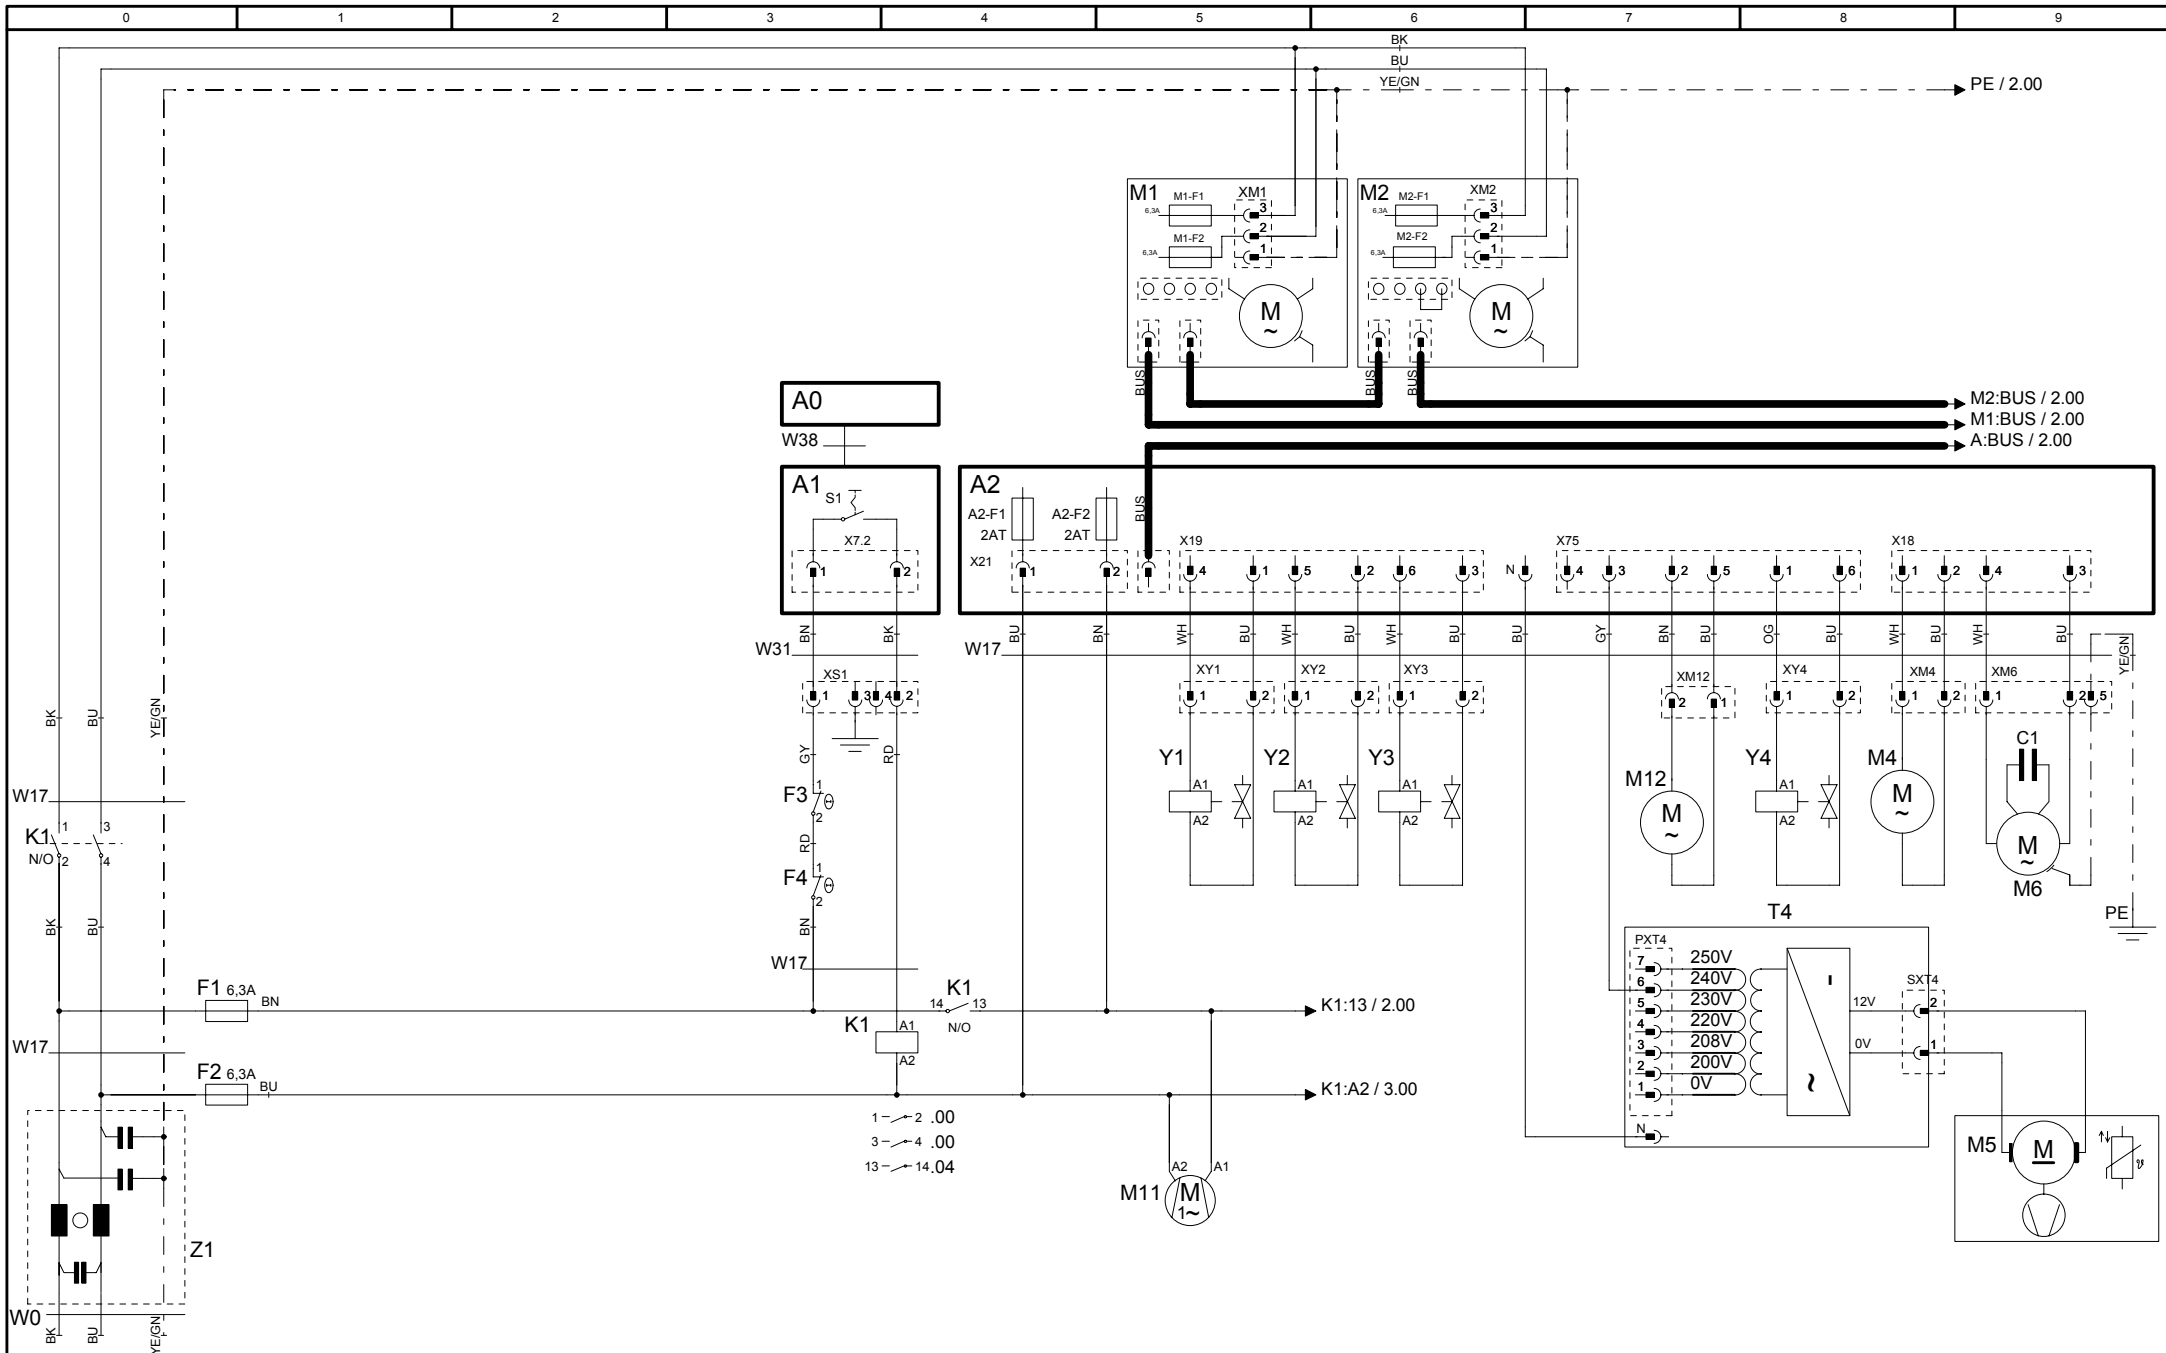 0 1 2 3 4 5 6 7 8 9
BK
BU
YE/GN
PE / 2.00
M1 M1-F1 XM1
6,3A 3
M1-F2 2
6,3A 1
M
~
M2 M2-F1 XM2
6,3A 3
M2-F2 2
6,3A 1
M
~
BUS BUS BUS
M2:BUS / 2.00
M1:BUS / 2.00
A:BUS / 2.00
A0
W38
A1
S1
X7.2
1 2
A2
A2-F1
2AT
A2-F2
2AT
BUS
X21
1 2
X19
4 1 5 2 6 3
N
X75
4 3 2 5 1 6
X18
1 2 4 3
BN BK
W31
BU BN WH BU WH BU WH BU BU GY BN BU OG BU WH BU WH BU YE/GN
W17
XS1
1 3 4 2
XY1
1 2
XY2
1 2
XY3
1 2
XM12
2 1
XY4
1 2
XM4
1 2
XM6
1 2 5
BK BU YE/GN
GY RD
W17
K1
N/O
1 2 3 4
F3
1
2
RD
F4
1
2
BN
W17
Y1
A1
A2
Y2
A1
A2
Y3
A1
A2
M12
M
~
Y4
A1
A2
M4
M
~
C1
M
~
M6
PE
BK BU
F1 6,3A BN
W17
F2 6,3A BU
K1
14 13
N/O
K1
A1
A2
K1:13 / 2.00
K1:A2 / 3.00
1 2 .00
3 4 .00
13 14 .04
M11
A2 A1
M
1~
T4
PXT4
7 250V
6 240V
5 230V
4 220V
3 208V
2 200V
1 0V
N
~
SXT4
12V 2
0V 1
M5
M
ϑ
Z1
W0
BK BU YE/GN